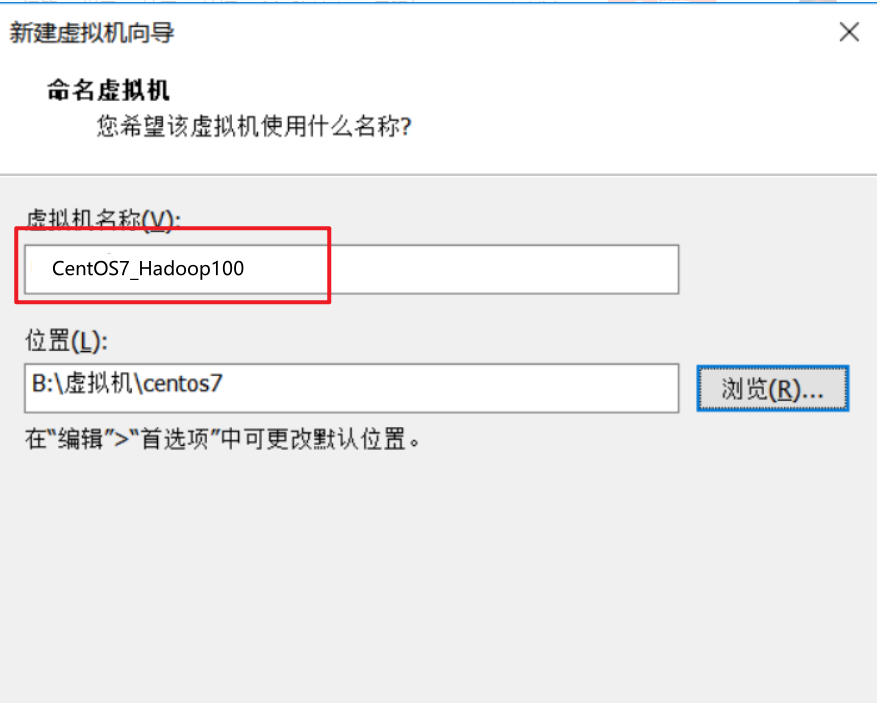 新建虚拟机向导
命名虚拟机
您希望该虚拟机使用什么名称?
虚拟机名称(V):
CentOS7_Hadoop100
位置(L):
B:\虚拟机\centos7
浏览(R)...
在“编辑”>“首选项”中可更改默认位置。